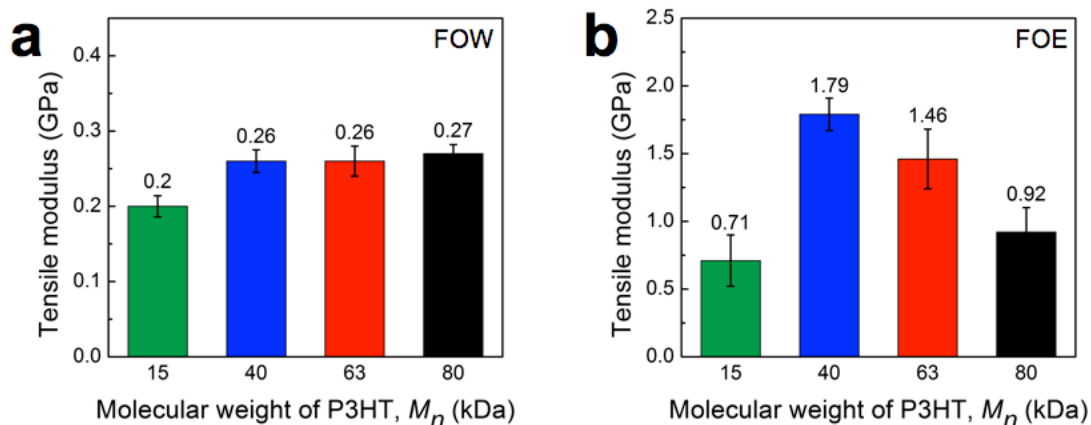 a
FOW
Tensile modulus (GPa)
0.4
0.3
0.2
0.1
0.0
0.2
0.26
0.26
0.27
15 40 63 80
Molecular weight of P3HT, Mn (kDa)
b
FOE
Tensile modulus (GPa)
2.5
2.0
1.5
1.0
0.5
0.0
0.71
1.79
1.46
0.92
15 40 63 80
Molecular weight of P3HT, Mn (kDa)